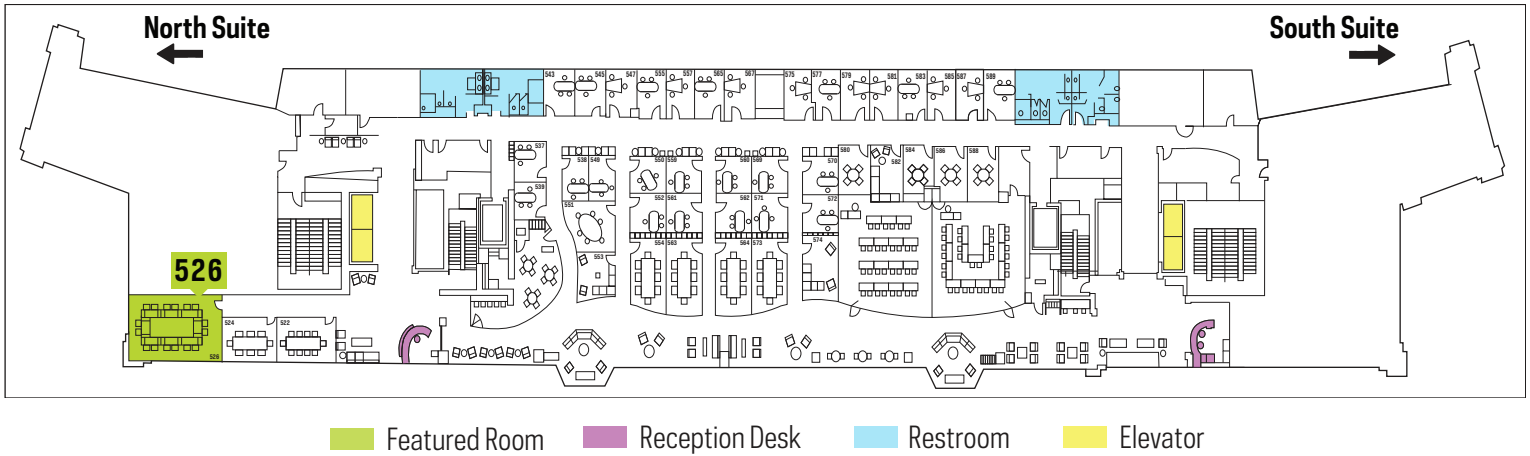 North Suite
South Suite
543 545 547 555 557 565 567 575 577 579 581 583 585 587 589
537 538 549 550 559 560 569 570 580 582 584 586 588
539 552 561 562 571 572
551
553 554 563 564 573 574
526
524 522
526
Featured Room Reception Desk Restroom Elevator